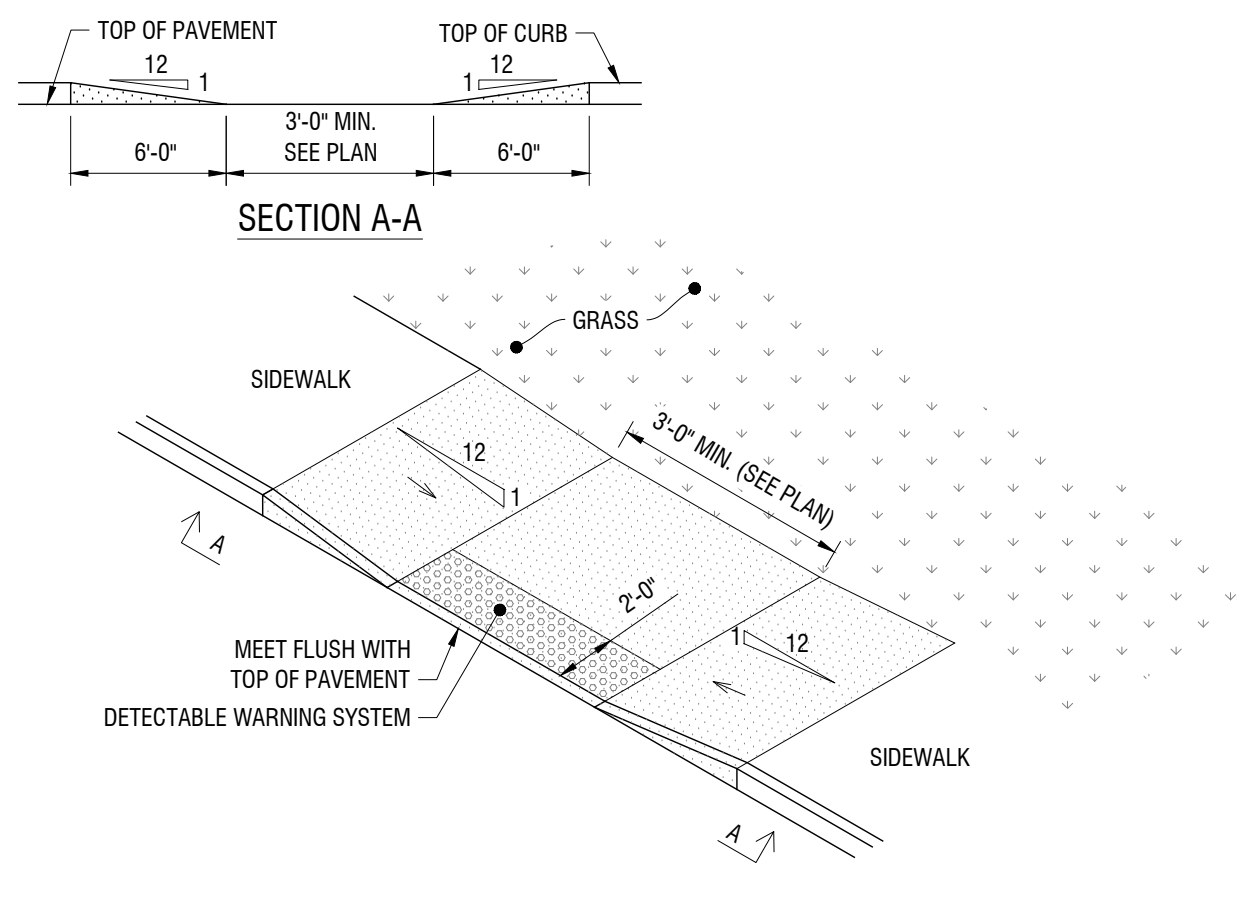 TOP OF PAVEMENT
TOP OF CURB
12
1
1
12
6'-0"
3'-0" MIN.
SEE PLAN
6'-0"
SECTION A-A
GRASS
SIDEWALK
3'-0" MIN. (SEE PLAN)
12
1
A
2'-0"
1
12
MEET FLUSH WITH
TOP OF PAVEMENT
DETECTABLE WARNING SYSTEM
SIDEWALK
A